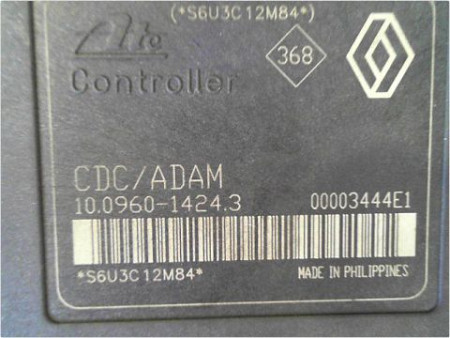 (*S6U3C12M84*)
Ate
368
Controller
CDC/ADAM
10.0960-1424.3
00003444E1
*S6U3C12M84*
MADE IN PHILIPPINES